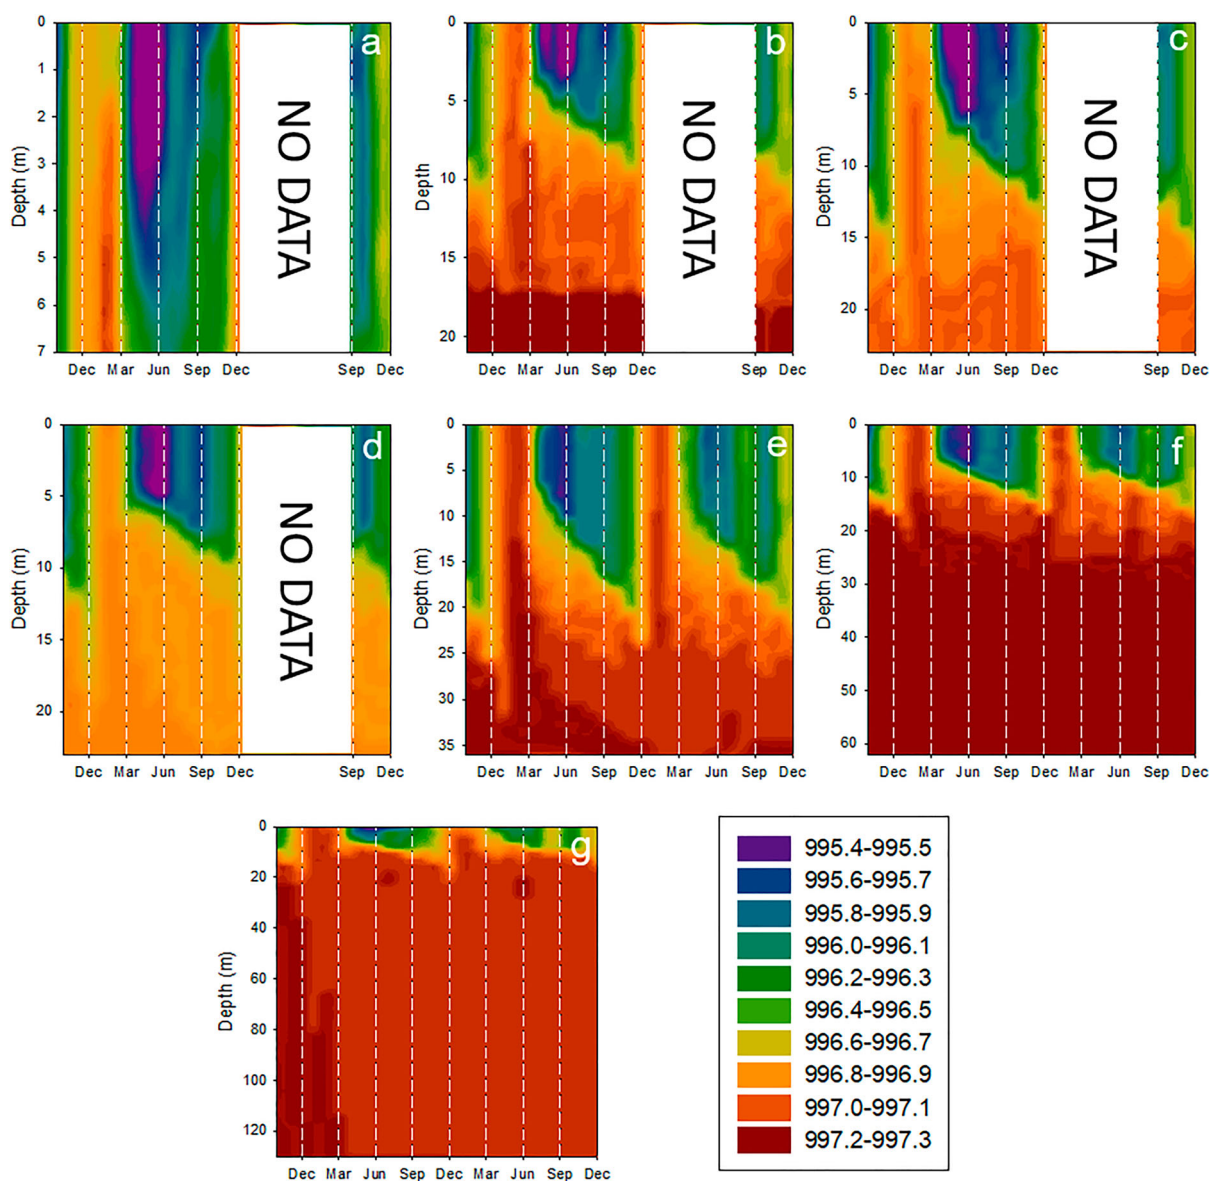 a
0
1
2
3
4
5
6
7
Depth (m)
NO DATA
Dec Mar Jun Sep Dec Sep Dec
b
0
5
10
15
20
Depth
NO DATA
Dec Mar Jun Sep Dec Sep Dec
c
0
5
10
15
20
Depth (m)
NO DATA
Dec Mar Jun Sep Dec Sep Dec
d
0
5
10
15
20
Depth (m)
NO DATA
Dec Mar Jun Sep Dec Sep Dec
e
0
5
10
15
20
25
30
35
Depth (m)
Dec Mar Jun Sep Dec Mar Jun Sep Dec
f
0
10
20
30
40
50
60
Depth (m)
Dec Mar Jun Sep Dec Mar Jun Sep Dec
g
0
20
40
60
80
100
120
Depth (m)
Dec Mar Jun Sep Dec Mar Jun Sep Dec
995.4-995.5
995.6-995.7
995.8-995.9
996.0-996.1
996.2-996.3
996.4-996.5
996.6-996.7
996.8-996.9
997.0-997.1
997.2-997.3